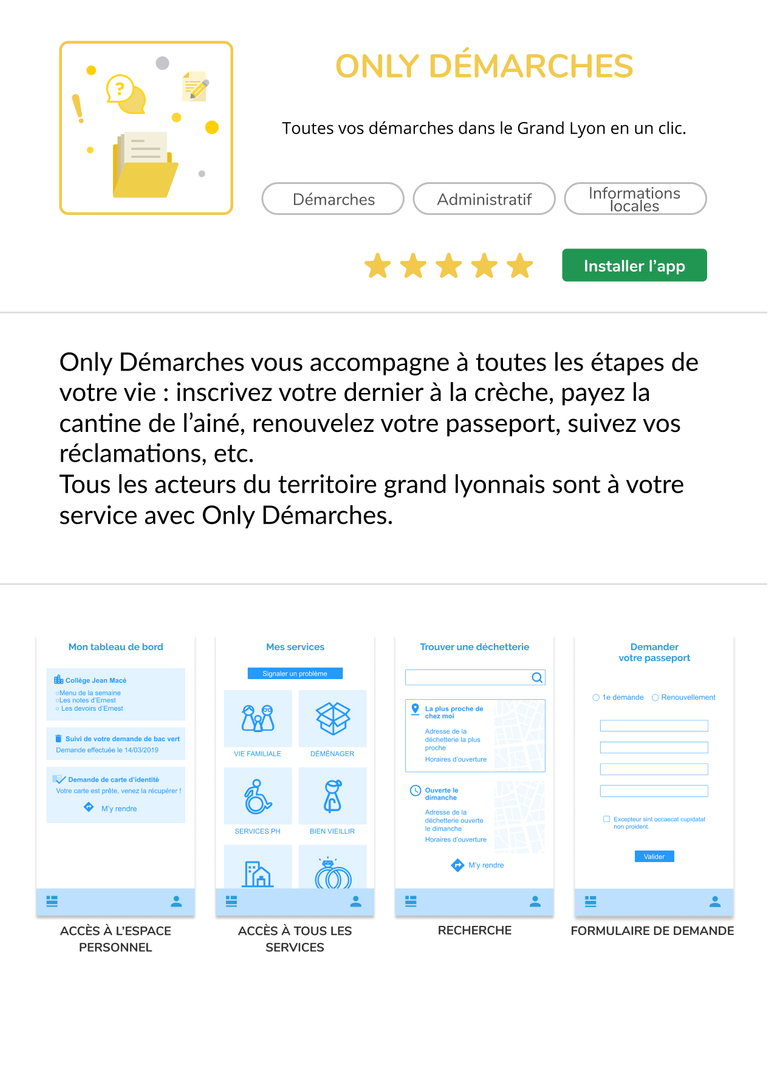 ONLY DÉMARCHES
Toutes vos démarches dans le Grand Lyon en un clic.
Démarches
Administratif
Informations
locales
Installer l'app
Only Démarches vous accompagne à toutes les étapes de
votre vie : inscrivez votre dernier à la crèche, payez la
cantine de l'ainé, renouvelez votre passeport, suivez vos
réclamations, etc.
Tous les acteurs du territoire grand lyonnais sont à votre
service avec Only Démarches.
Mon tableau de bord
Collège Jean Macé
Menu de la semaine
Les notes d'Ernest
Les devoirs d'Ernest
Suivi de votre demande de bac vert
Demande effectuée le 14/03/2019
Demande de carte d'identité
Votre carte est prête, venez la récupérer !
M'y rendre
ACCÈS À L'ESPACE
PERSONNEL
Mes services
Signaler un problème
VIE FAMILIALE
DÉMÉNAGER
SERVICES PH
BIEN VIEILLIR
ACCÈS À TOUS LES
SERVICES
Trouver une déchetterie
La plus proche de
chez moi
Adresse de la
déchetterie la plus
proche
Horaires d'ouverture
Ouverte le
dimanche
Adresse de la
déchetterie ouverte
le dimanche
Horaires d'ouverture
M'y rendre
RECHERCHE
Demander
votre passeport
1e demande
Renouvellement
Excepteur sint occaecat cupidatat
non proident.
Valider
FORMULAIRE DE DEMANDE